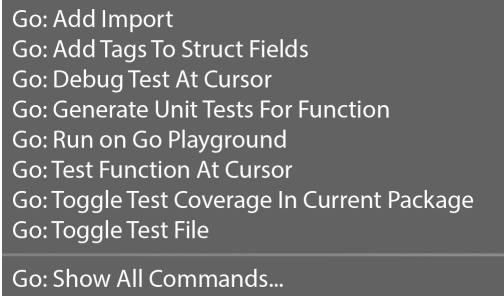 Go: Add Import
Go: Add Tags To Struct Fields
Go: Debug Test At Cursor
Go: Generate Unit Tests For Function
Go: Run on Go Playground
Go: Test Function At Cursor
Go: Toggle Test Coverage In Current Package
Go: Toggle Test File
Go: Show All Commands...